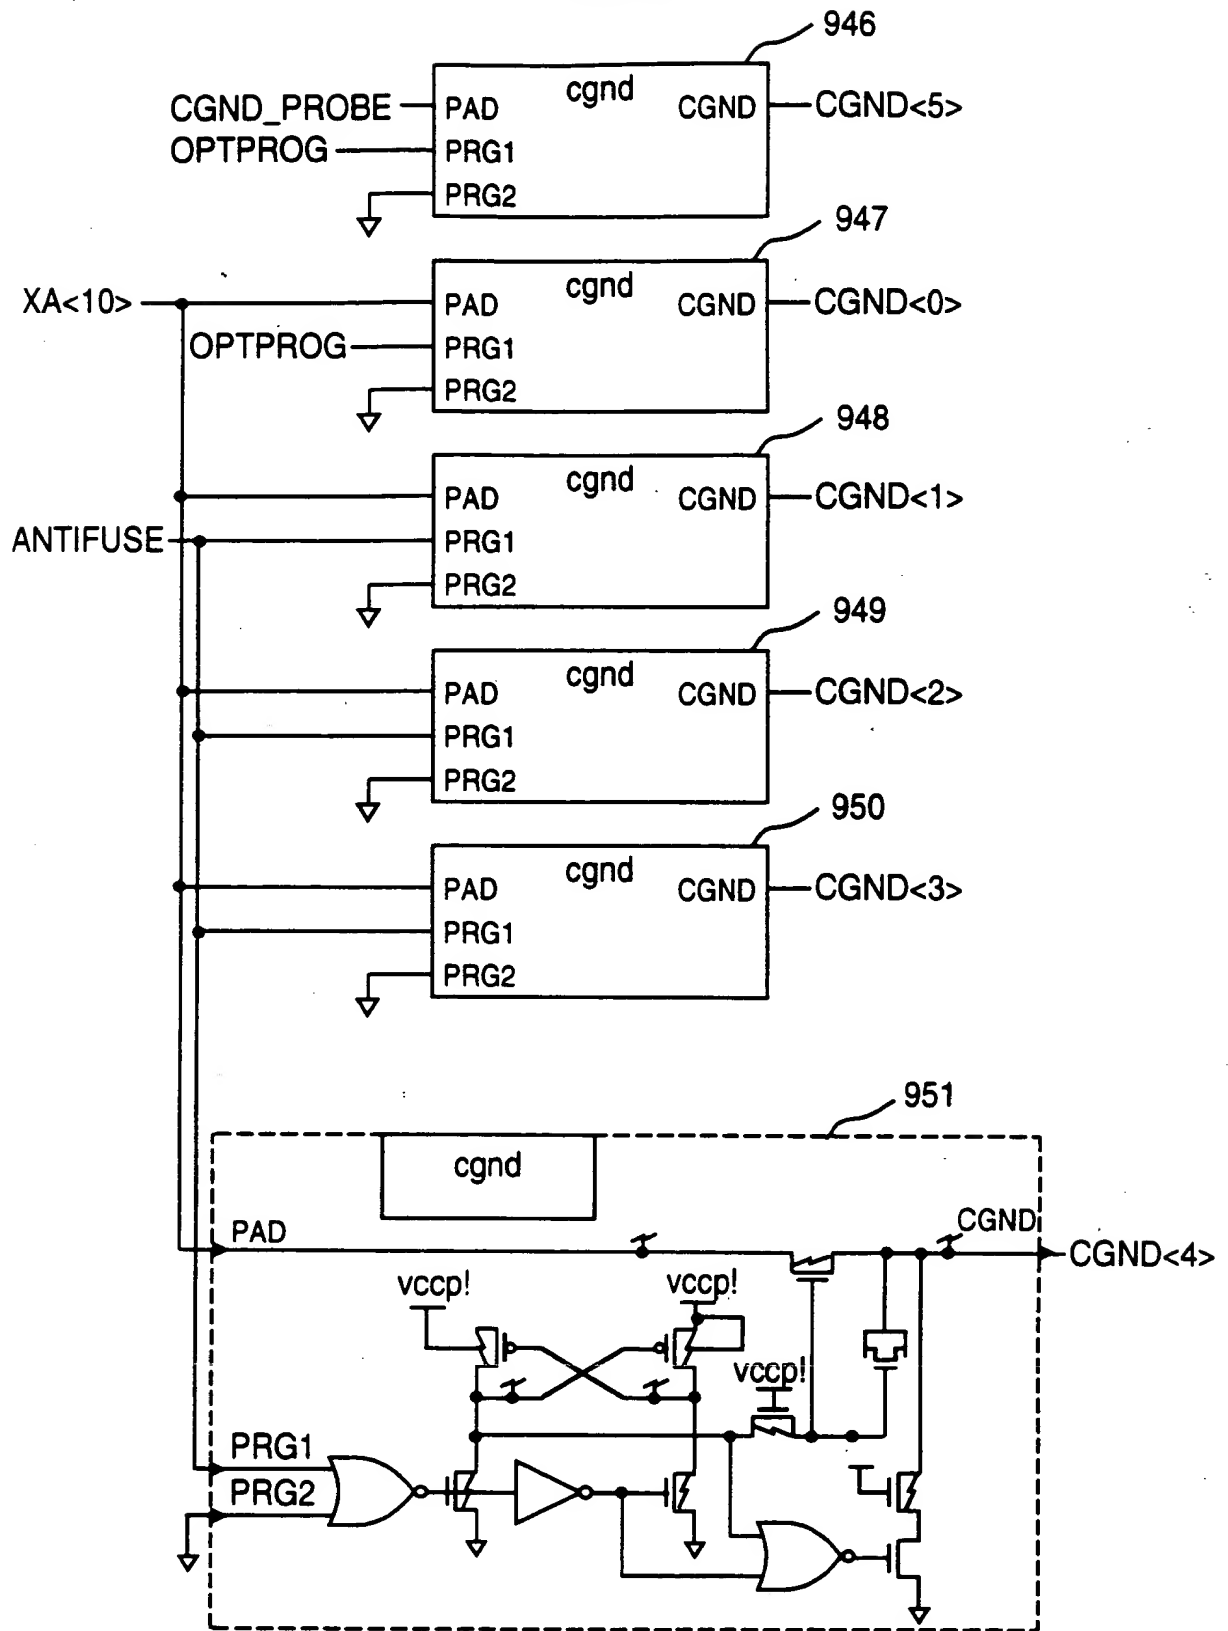 946
cgnd
CGND_PROBE PAD CGND CGND<5>
OPTPROG PRG1
PRG2
947
cgnd
XA<10> PAD CGND CGND<0>
OPTPROG PRG1
PRG2
948
cgnd
PAD CGND CGND<1>
ANTIFUSE PRG1
PRG2
949
cgnd
PAD CGND CGND<2>
PRG1
PRG2
950
cgnd
PAD CGND CGND<3>
PRG1
PRG2
951
cgnd
PAD CGND CGND<4>
vccp! vccp!
vccp!
PRG1
PRG2